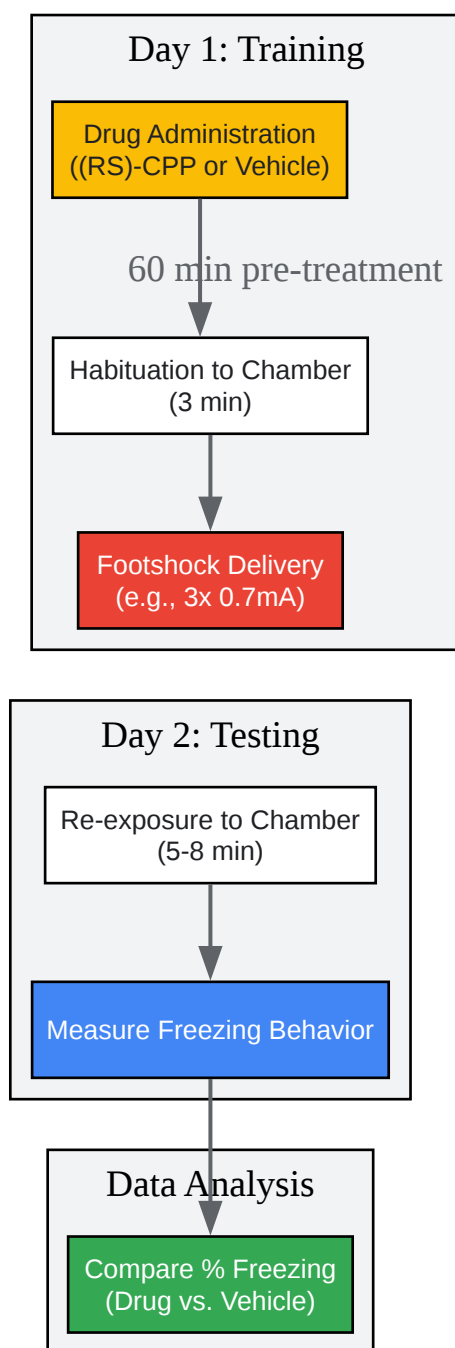 Day 1: Training
Drug Administration
((RS)-CPP or Vehicle)
60 min pre-treatment
Habituation to Chamber
(3 min)
Footshock Delivery
(e.g., 3x 0.7mA)
Day 2: Testing
Re-exposure to Chamber
(5-8 min)
Measure Freezing Behavior
Data Analysis
Compare % Freezing
(Drug vs. Vehicle)